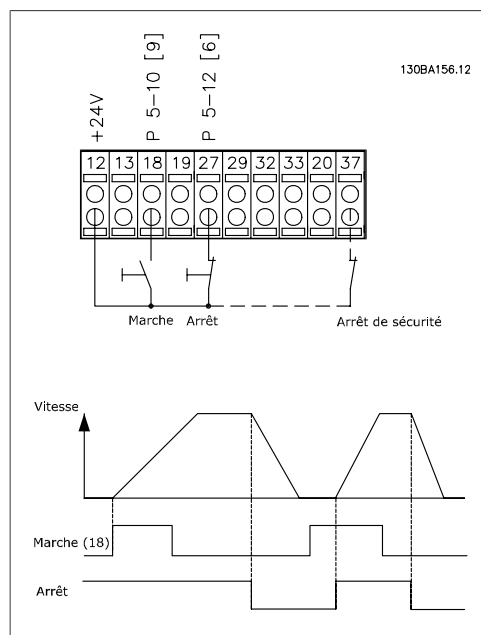 130BA156.12
+24V
P 5-10 [9]
P 5-12 [6]
12 13 18 19 27 29 32 33 20 37
Marche Arrêt Arrêt de sécurité
Vitesse
Marche (18)
Arrêt